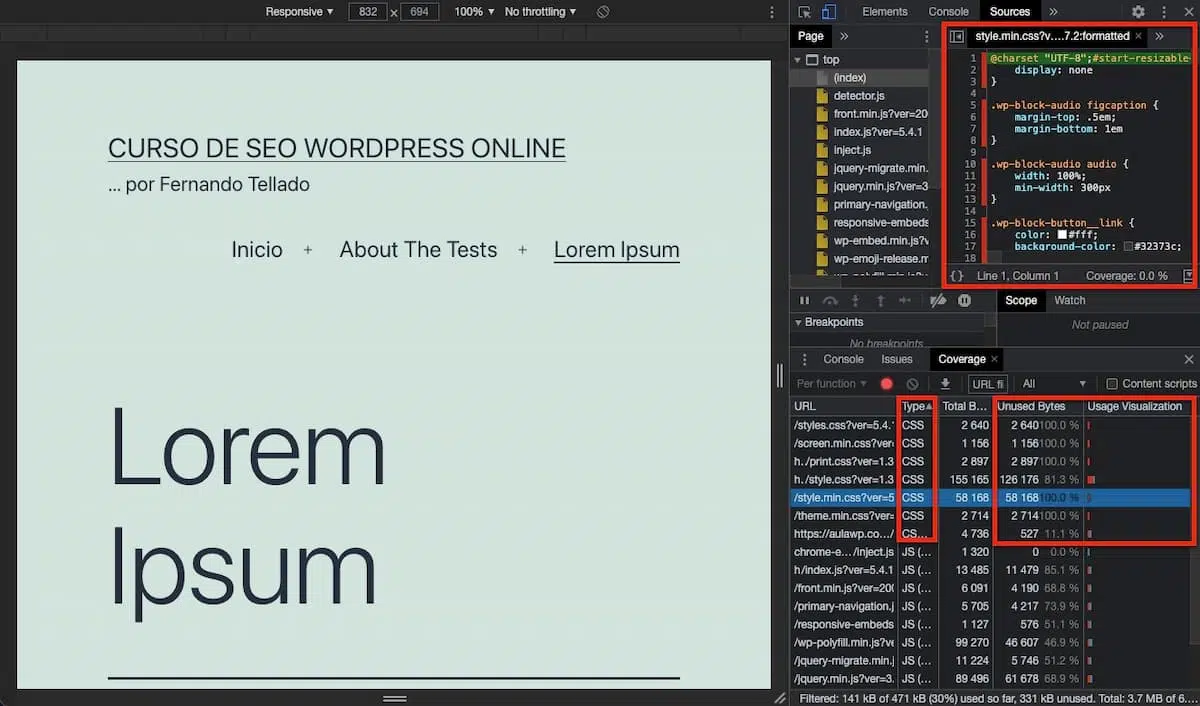 Responsive ▼ 832 x 694 100% ▼ No throttling ▼
Elements Console Sources »
Page »
style.min.css?v....7.2:formatted × »
CURSO DE SEO WORDPRESS ONLINE
... por Fernando Tellado
Inicio + About The Tests + Lorem Ipsum
Lorem
Ipsum
top
(index)
detector.js
front.min.js?ver=20
index.js?ver=5.4.1
inject.js
jquery-migrate.min.
jquery.min.js?ver=3
primary-navigation.
responsive-embeds
wp-embed.min.js?v
wp-emoji-release.m
wp-polyfill.min.js?v
1 @charset "UTF-8";#start-resizable-
2 display: none
3 }
4
5 .wp-block-audio figcaption {
6 margin-top: .5em;
7 margin-bottom: 1em
8 }
9
10 .wp-block-audio audio {
11 width: 100%;
12 min-width: 300px
13 }
14
15 .wp-block-button__link {
16 color: #fff;
17 background-color: #32373c;
18
{} Line 1, Column 1 Coverage: 0.0 %
Scope Watch
Breakpoints
No breakpoints
Not paused
Console Issues Coverage ×
Per function ▼ URL fi All ▼ Content scripts
URL Type▲ Total B... Unused Bytes Usage Visualization
/styles.css?ver=5.4.1 CSS 2 640 2 640 100.0 %
/screen.min.css?ver= CSS 1 156 1 156 100.0 %
h. /print.css?ver=1.3 CSS 2 897 2 897 100.0 %
h. /style.css?ver=1.3 CSS 155 165 126 176 81.3 %
/style.min.css?ver=5 CSS 58 168 58 168 100.0 %
/theme.min.css?ver= CSS 2 714 2 714 100.0 %
https://aulawp.co.../ CS... 4 736 527 11.1 %
chrome-e.../inject.js JS (... 1 320 0 0.0 %
h/index.js?ver=5.4.1 JS (... 13 485 11 479 85.1 %
/front.min.js?ver=20 JS (... 6 091 4 190 68.8 %
/primary-navigation.j JS (... 5 705 4 217 73.9 %
/responsive-embeds JS (... 1 127 576 51.1 %
/wp-polyfill.min.js?ve JS (... 99 270 46 607 46.9 %
/jquery-migrate.min.j JS (... 11 224 5 746 51.2 %
/jquery.min.js?ver=3. JS (... 89 496 61 678 68.9 %
Filtered: 141 kB of 471 kB (30%) used so far, 331 kB unused. Total: 3.7 MB of 6....